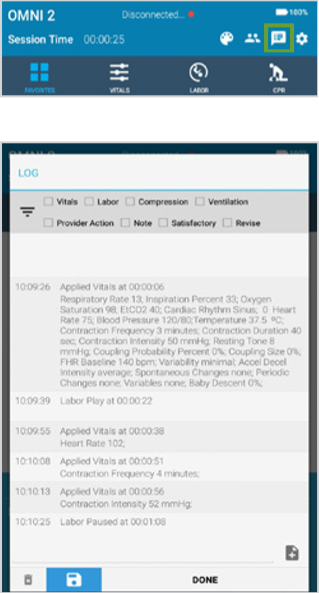 OMNI 2
Disconnected...
100%
Session Time 00:00:25
FAVORITES
VITALS
LABOR
CPR
OMNI 2
100%
LOG
Vitals Labor Compression Ventilation
Provider Action Note Satisfactory Revise
10:09:26 Applied Vitals at 00:00:06
Respiratory Rate 13; Inspiration Percent 33; Oxygen
Saturation 98; EtCO2 40; Cardiac Rhythm Sinus; 0 Heart
Rate 75; Blood Pressure 120/80;Temperature 37.5 ºC;
Contraction Frequency 3 minutes; Contraction Duration 40
sec; Contraction Intensity 50 mmHg; Resting Tone 8
mmHg; Coupling Probability Percent 0%; Coupling Size 0%;
FHR Baseline 140 bpm; Variability minimal; Accel Decel
Intensity average; Spontaneous Changes none; Periodic
Changes none; Variables none; Baby Descent 0%;
10:09:39 Labor Play at 00:00:22
10:09:55 Applied Vitals at 00:00:38
Heart Rate 102;
10:10:08 Applied Vitals at 00:00:51
Contraction Frequency 4 minutes;
10:10:13 Applied Vitals at 00:00:56
Contraction Intensity 52 mmHg;
10:10:25 Labor Paused at 00:01:08
DONE